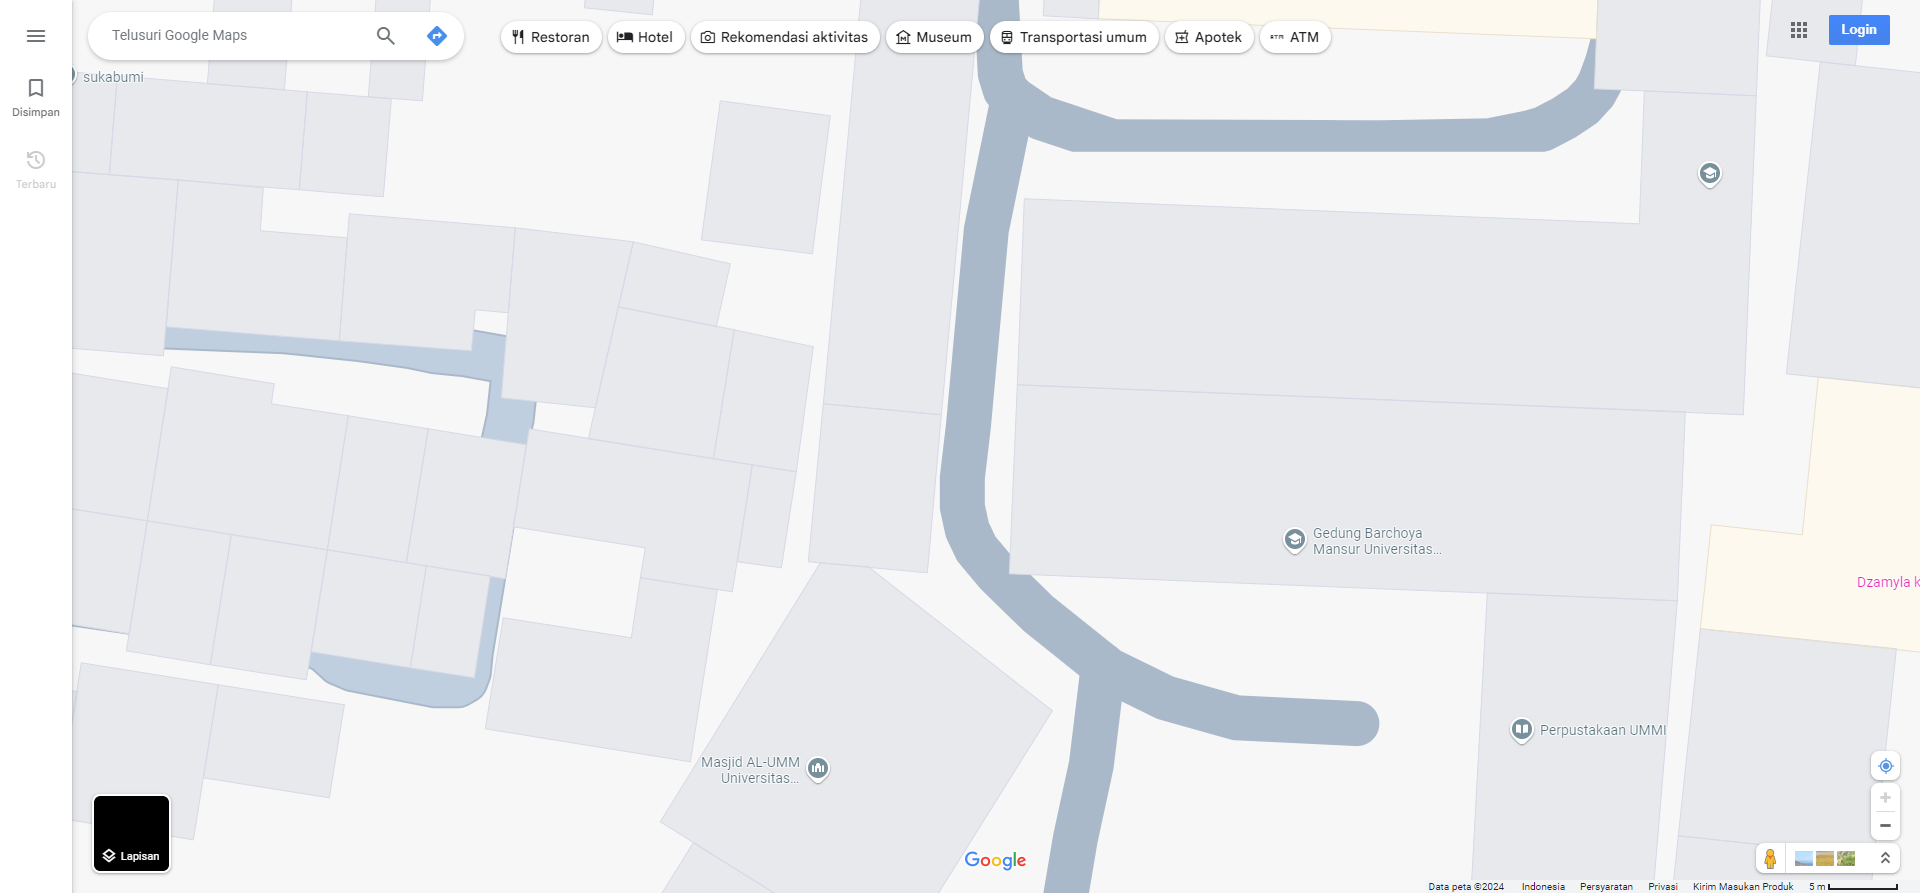 Telusuri Google Maps
Restoran
Hotel
Rekomendasi aktivitas
Museum
Transportasi umum
Apotek
ATM
ATM
Login
sukabumi
Disimpan
Terbaru
Gedung Barchoya
Mansur Universitas...
Dzamyla k
Perpustakaan UMMI
Masjid AL-UMM
Universitas...
Lapisan
Google
Data peta ©2024
Indonesia
Persyaratan
Privasi
Kirim Masukan Produk
5 m